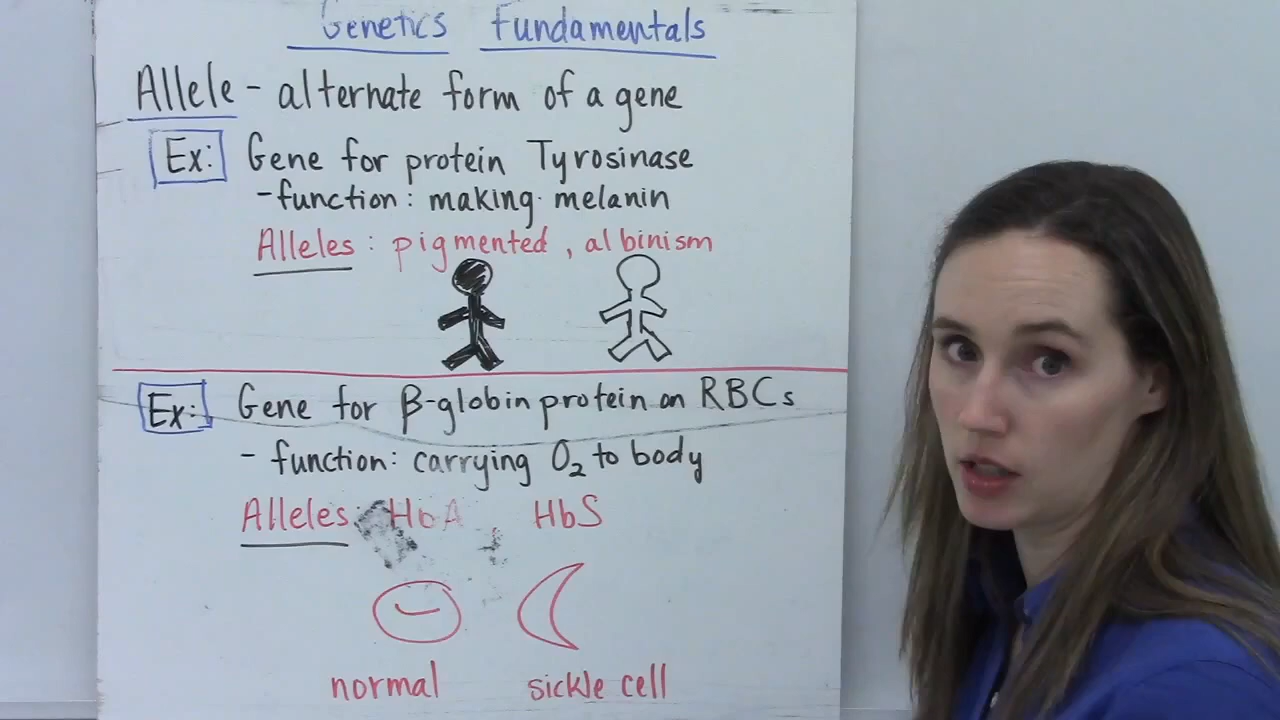 Genetics Fundamentals
Allele - alternate form of a gene
Ex: Gene for protein Tyrosinase
- function: making melanin
Alleles: pigmented, albinism
Ex: Gene for β-globin protein on RBCs
- function: carrying O₂ to body
Alleles: HbA, HbS
normal sickle cell